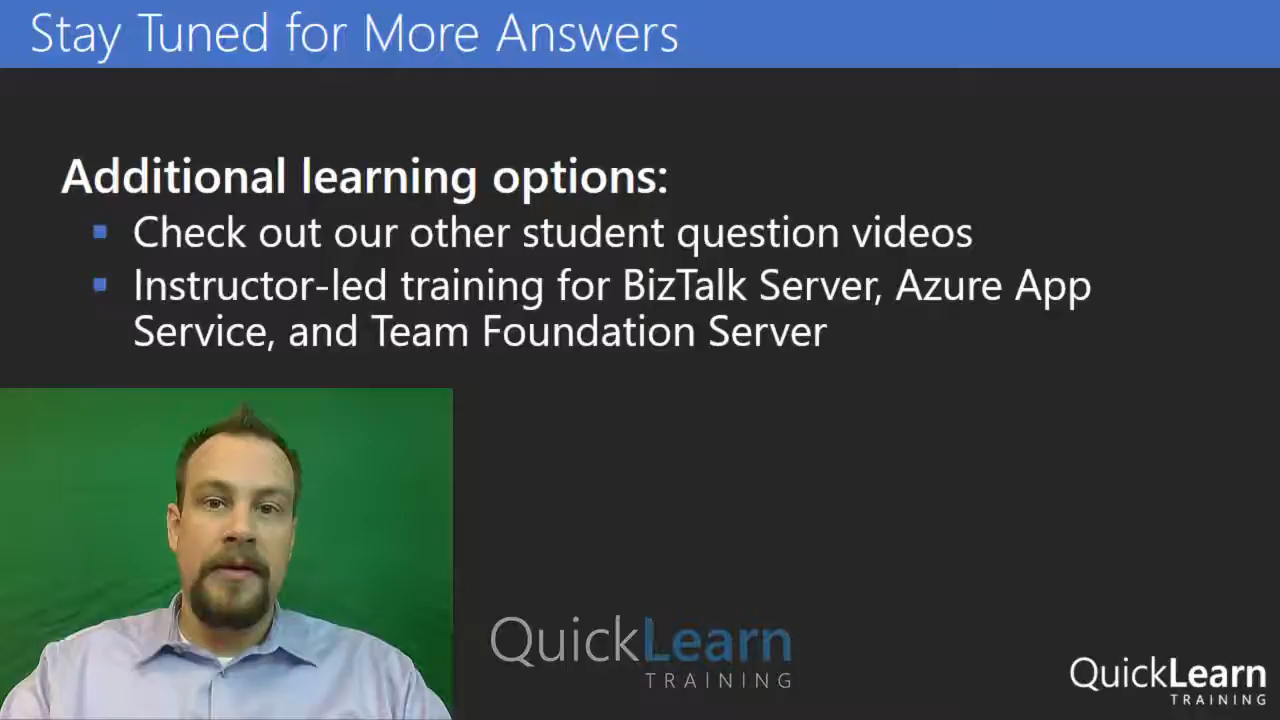 Stay Tuned for More Answers
Additional learning options:
Check out our other student question videos
Instructor-led training for BizTalk Server, Azure App
Service, and Team Foundation Server
QuickLearn
TRAINING
QuickLearn
TRAINING